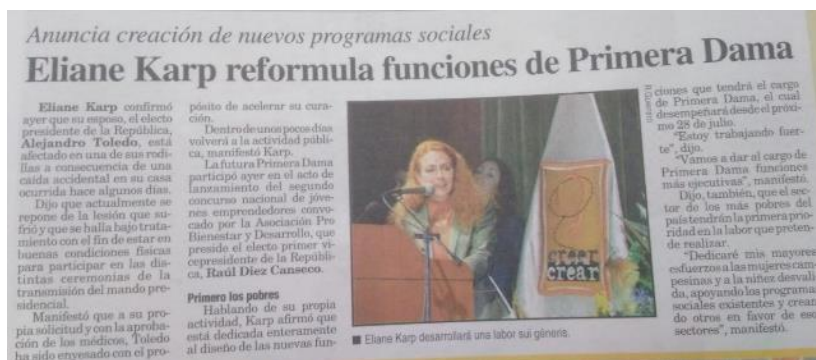 Anuncia creación de nuevos programas sociales
Eliane Karp reformula funciones de Primera Dama
Eliane Karp confirmó
ayer que su esposo, el electo
presidente de la República,
Alejandro Toledo, está
afectado en una de sus rodi-
llas a consecuencia de una
caída accidental en su casa
ocurrida hace algunos días.
Dijo que actualmente se
repone de la lesión que su-
frió y que se halla bajo trata-
miento con el fin de estar en
buenas condiciones físicas
para participar en las dis-
tintas ceremonias de la
transmisión del mando pre-
sidencial.
Manifestó que a su pro-
pia solicitud y con la aproba-
ción de los médicos, Toledo
ha sido enyesado con el pro-
pósito de acelerar su cura-
ción.
Dentro de unos pocos días
volverá a la actividad públi-
ca, manifestó Karp.
La futura Primera Dama
participó ayer en el acto de
lanzamiento del segundo
concurso nacional de jóve-
nes emprendedores convo-
cado por la Asociación Pro
Bienestar y Desarrollo, que
preside el electo primer vi-
cepresidente de la Repúbli-
ca, Raúl Diez Canseco.
Primero los pobres
Hablando de su propia
actividad, Karp afirmó que
está dedicada enteramente
al diseño de las nuevas fun-
crear
crear
Eliane Karp desarrollará una labor sui géneris.
ciones que tendrá el cargo
de Primera Dama, el cual
desempeñará desde el próxi-
mo 28 de julio.
"Estoy trabajando fuer-
te", dijo.
"Vamos a dar al cargo de
Primera Dama funciones
más ejecutivas", manifestó.
Dijo, también, que el sec-
tor de los más pobres del
país tendrán la primera prio-
ridad en la labor que preten-
de realizar.
"Dedicaré mis mayores
esfuerzos a las mujeres cam-
pesinas y a la niñez desvali-
da, apoyando los programa
sociales existentes y crean
do otros en favor de eso
sectores", manifestó.